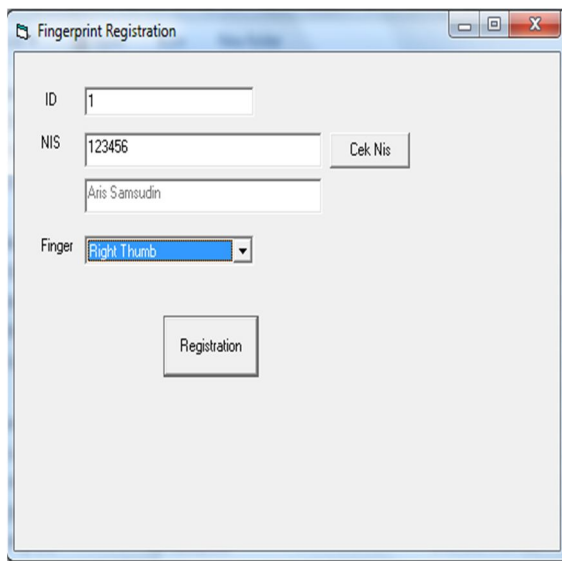 Fingerprint Registration
ID 1
NIS 123456 Cek Nis
Aris Samsudin
Finger Right Thumb
Registration